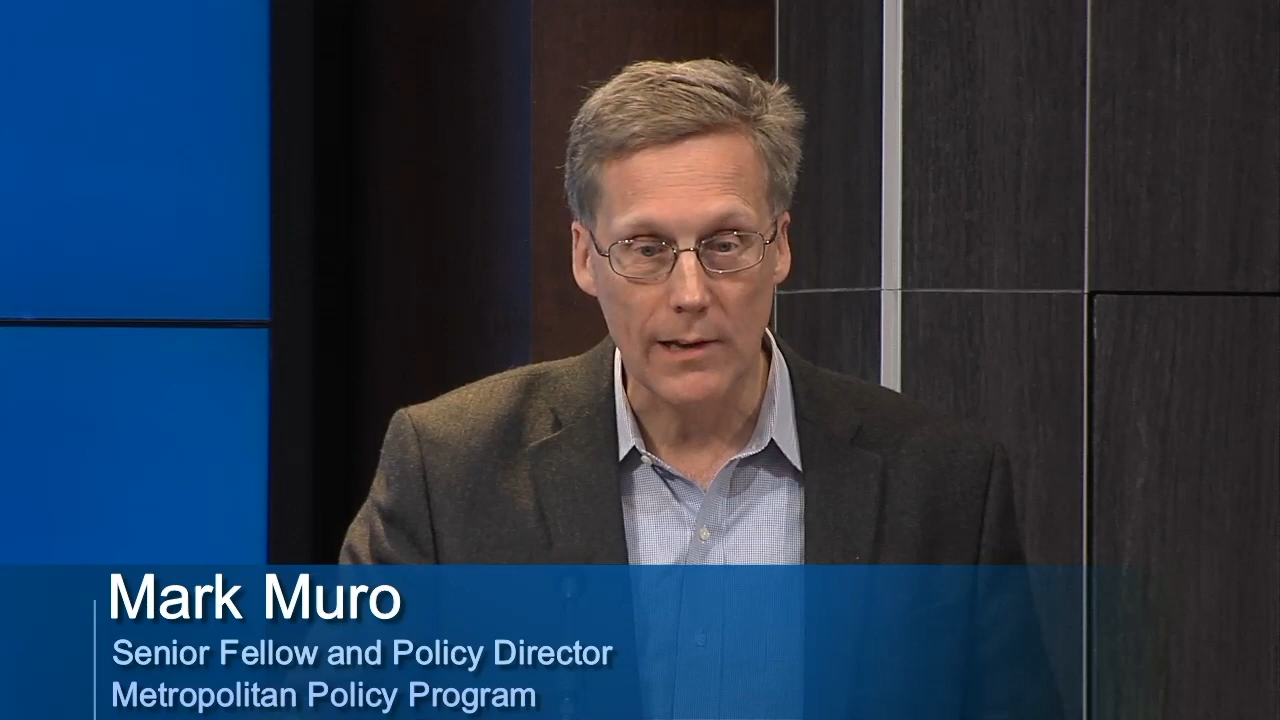 Mark Muro
Senior Fellow and Policy Director
Metropolitan Policy Program